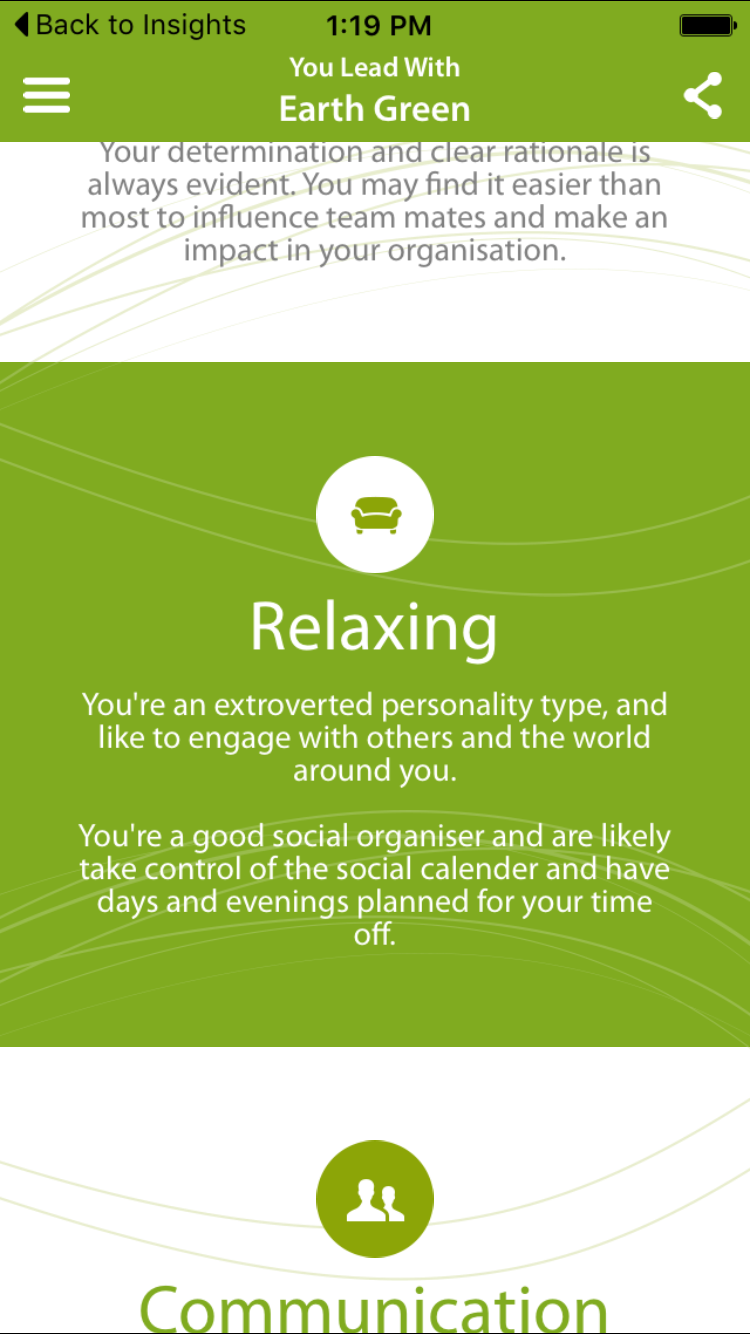 Back to Insights 1:19 PM
You Lead With
Earth Green
Your determination and clear rationale is
always evident. You may find it easier than
most to influence team mates and make an
impact in your organisation.
Relaxing
You're an extroverted personality type, and
like to engage with others and the world
around you.
You're a good social organiser and are likely
take control of the social calender and have
days and evenings planned for your time
off.
Communication